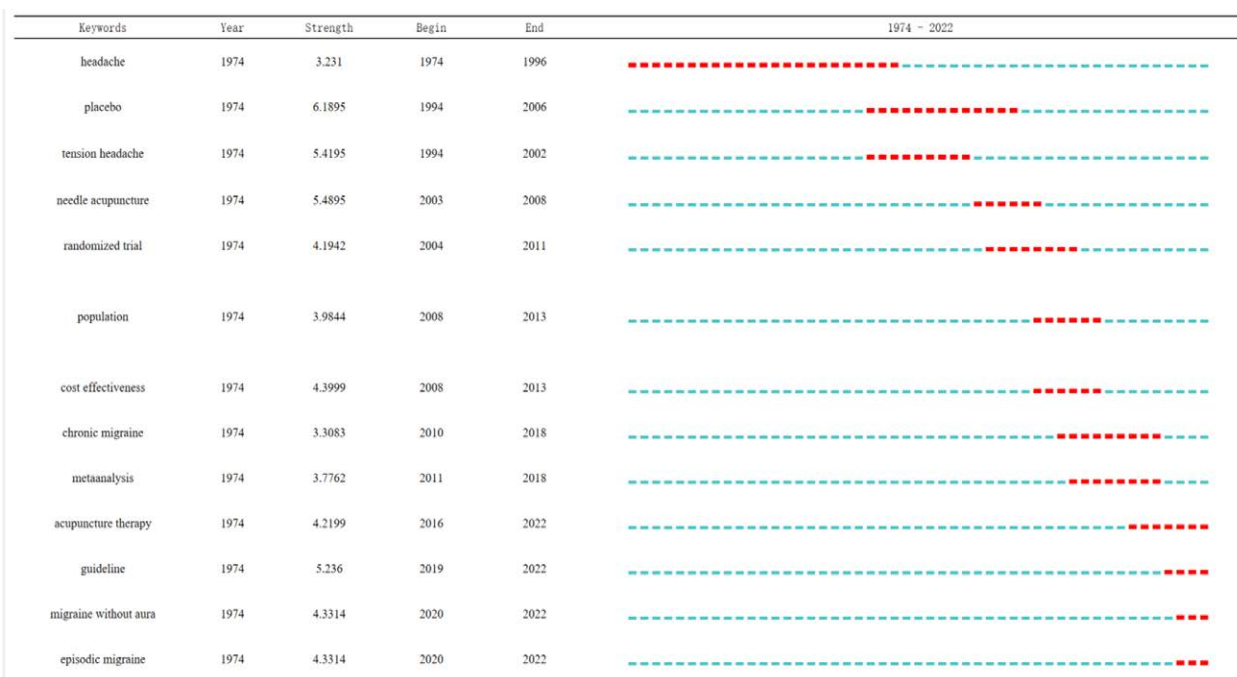 Keywords Year Strength Begin End 1974 - 2022
headache 1974 3.231 1974 1996
placebo 1974 6.1895 1994 2006
tension headache 1974 5.4195 1994 2002
needle acupuncture 1974 5.4895 2003 2008
randomized trial 1974 4.1942 2004 2011
population 1974 3.9844 2008 2013
cost effectiveness 1974 4.3999 2008 2013
chronic migraine 1974 3.3083 2010 2018
metaanalysis 1974 3.7762 2011 2018
acupuncture therapy 1974 4.2199 2016 2022
guideline 1974 5.236 2019 2022
migraine without aura 1974 4.3314 2020 2022
episodic migraine 1974 4.3314 2020 2022